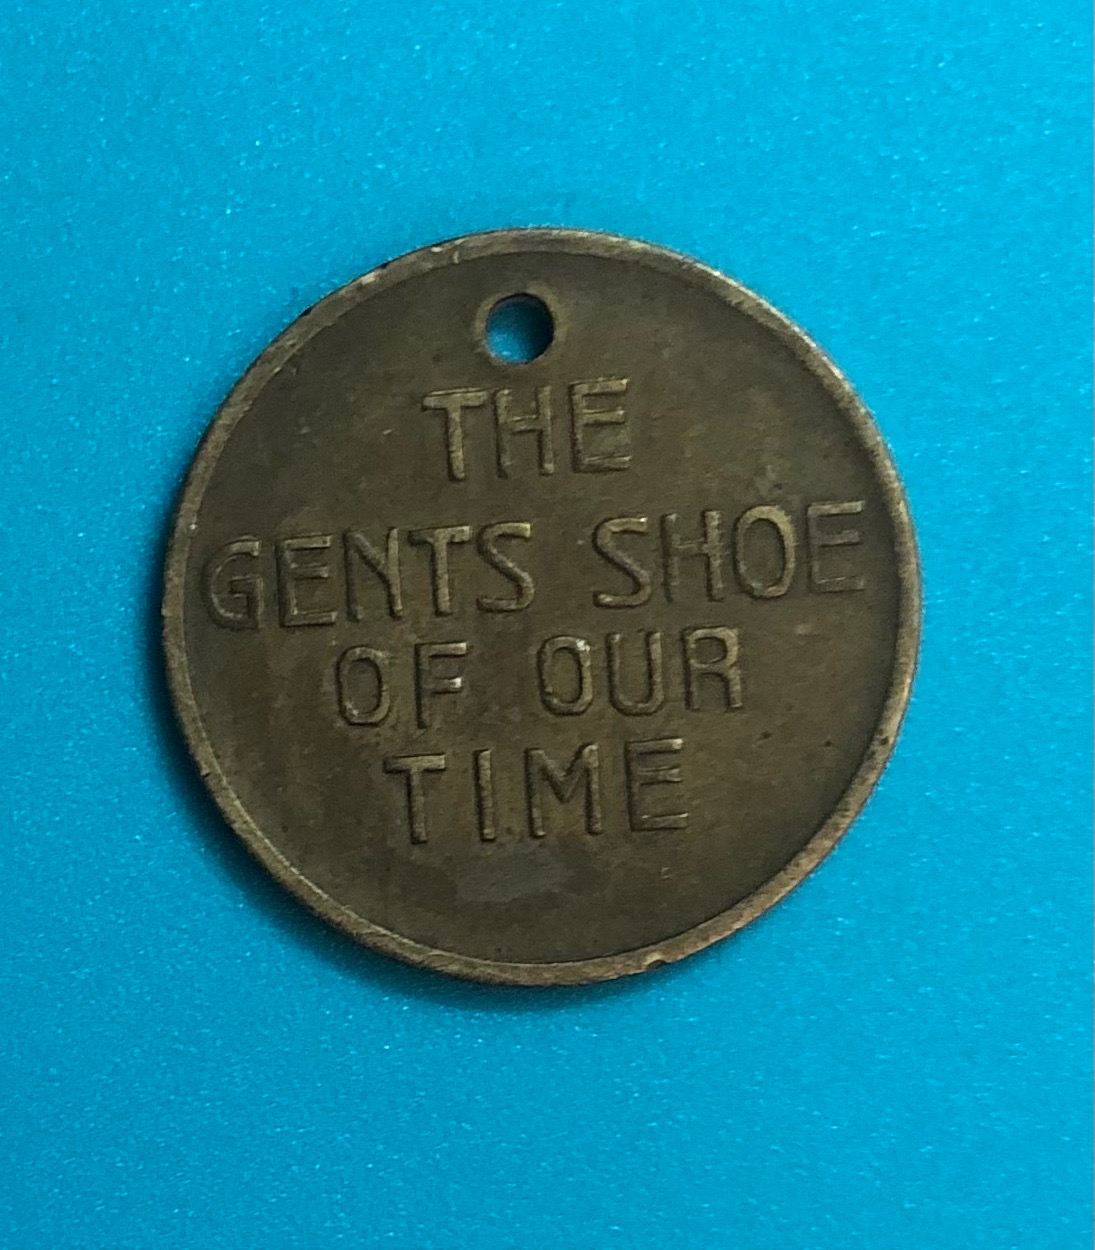 THE
GENTS SHOE
OF OUR
TIME